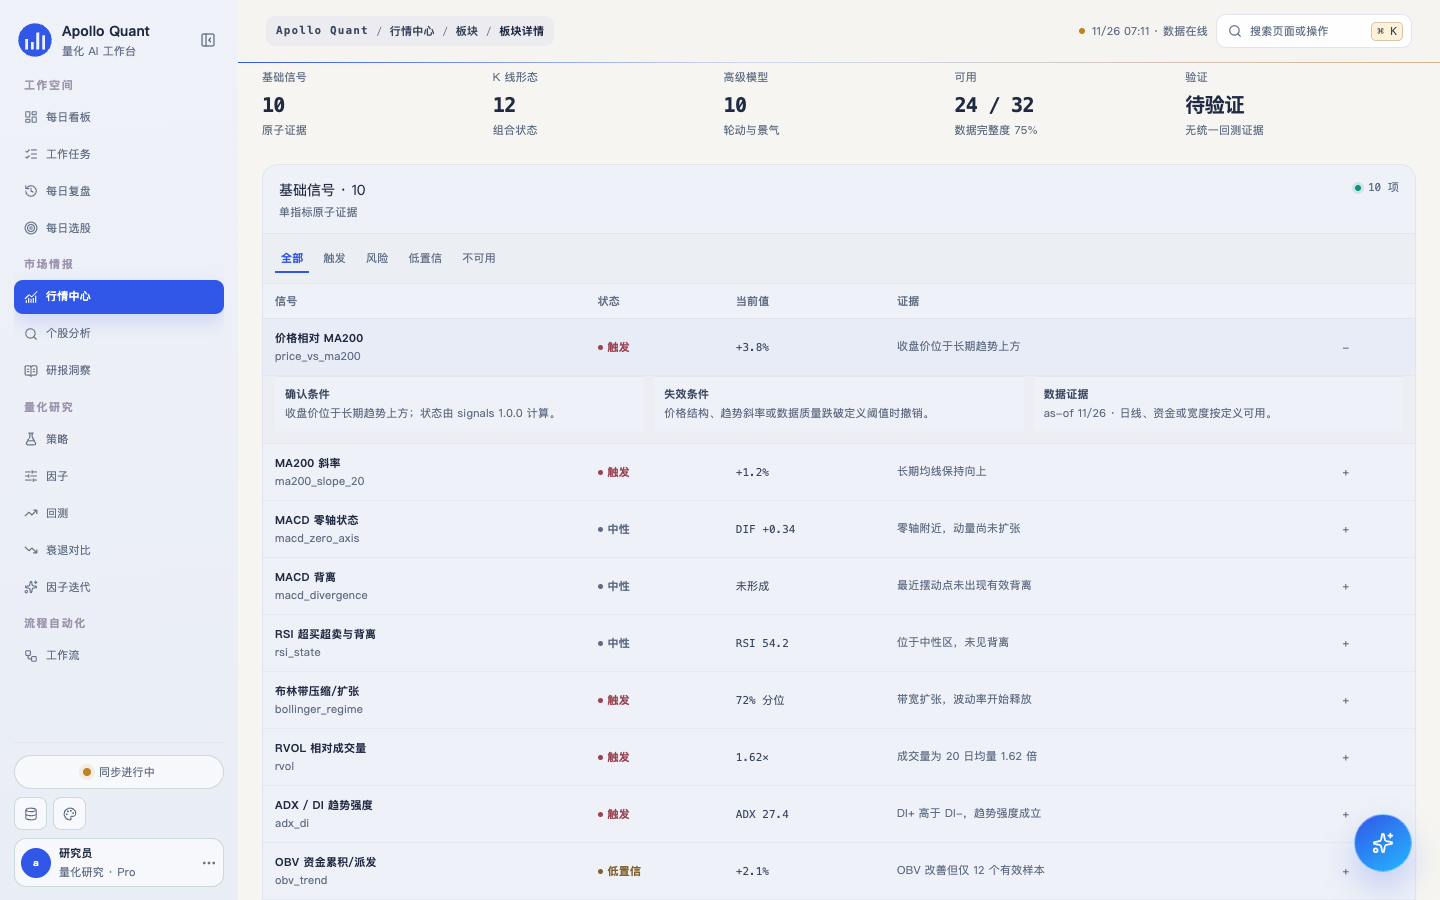 Apollo Quant
量化 AI 工作台
工作空间
每日看板
工作任务
每日复盘
每日选股
市场情报
行情中心
个股分析
研报洞察
量化研究
策略
因子
回测
衰退对比
因子迭代
流程自动化
工作流
同步进行中
a
研究员
量化研究 · Pro
Apollo Quant / 行情中心 / 板块 / 板块详情
11/26 07:11 · 数据在线
搜索页面或操作
⌘ K
基础信号
10
原子证据
K 线形态
12
组合状态
高级模型
10
轮动与景气
可用
24 / 32
数据完整度 75%
验证
待验证
无统一回测证据
基础信号 · 10
单指标原子证据
10 项
全部 触发 风险 低置信 不可用
信号 状态 当前值 证据
价格相对 MA200
price_vs_ma200
触发
+3.8%
收盘价位于长期趋势上方
–
确认条件
收盘价位于长期趋势上方；状态由 signals 1.0.0 计算。
失效条件
价格结构、趋势斜率或数据质量跌破定义阈值时撤销。
数据证据
as-of 11/26 · 日线、资金或宽度按定义可用。
MA200 斜率
ma200_slope_20
触发
+1.2%
长期均线保持向上
+
MACD 零轴状态
macd_zero_axis
中性
DIF +0.34
零轴附近，动量尚未扩张
+
MACD 背离
macd_divergence
中性
未形成
最近摆动点未出现有效背离
+
RSI 超买超卖与背离
rsi_state
中性
RSI 54.2
位于中性区，未见背离
+
布林带压缩/扩张
bollinger_regime
触发
72% 分位
带宽扩张，波动率开始释放
+
RVOL 相对成交量
rvol
触发
1.62×
成交量为 20 日均量 1.62 倍
+
ADX / DI 趋势强度
adx_di
触发
ADX 27.4
DI+ 高于 DI-，趋势强度成立
+
OBV 资金累积/派发
obv_trend
低置信
+2.1%
OBV 改善但仅 12 个有效样本
+